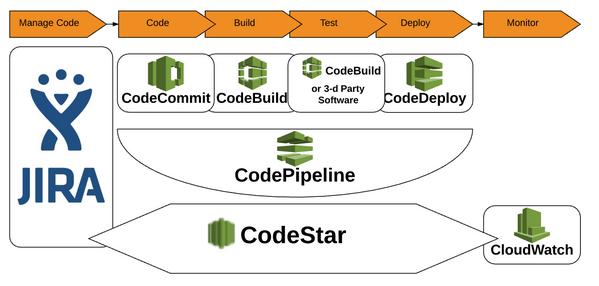 Manage Code
Code
Build
Test
Deploy
Monitor
CodeCommit
CodeBuild
CodeBuild
or 3-d Party
Software
CodeDeploy
JIRA
CodePipeline
CodeStar
CloudWatch